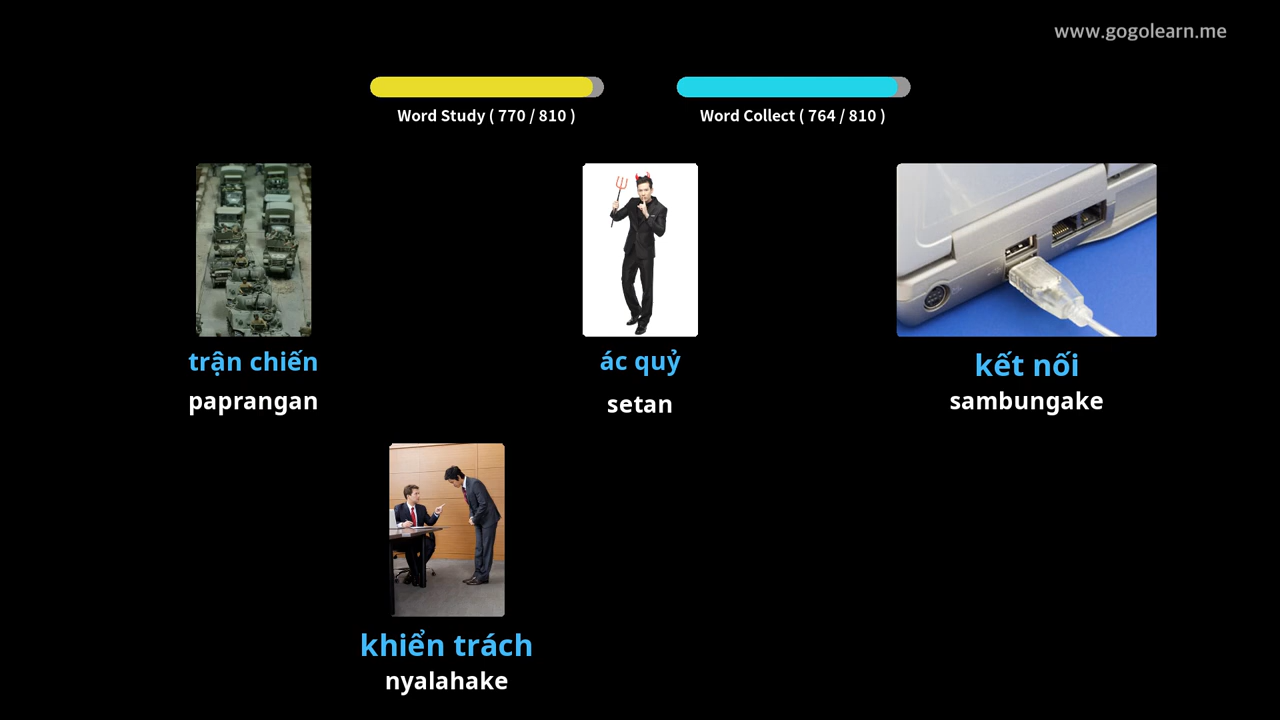 www.gogolearn.me
Word Study ( 770 / 810 )
Word Collect ( 764 / 810 )
trận chiến
paprangan
ác quỷ
setan
kết nối
sambungake
khiển trách
nyalahake